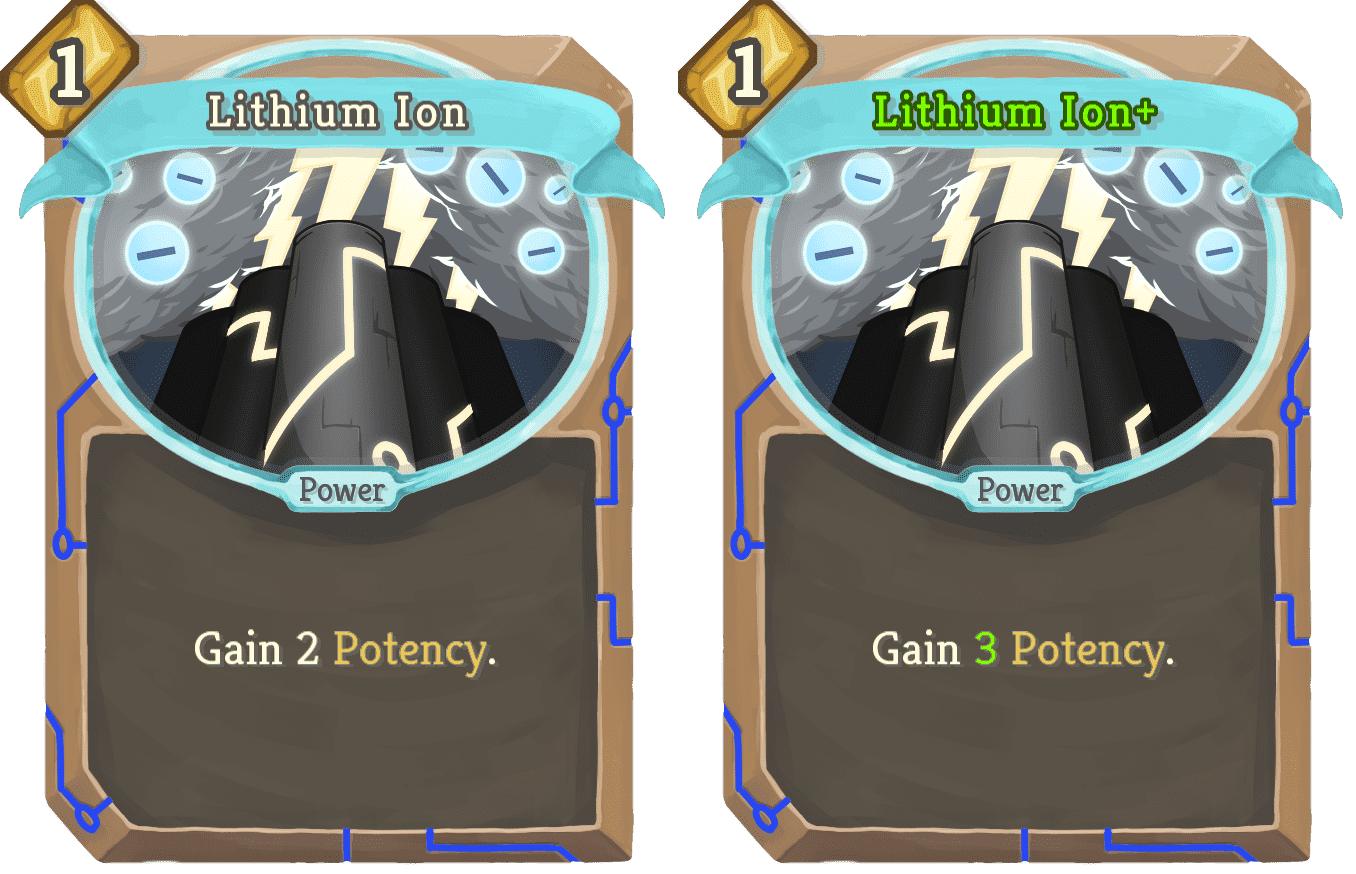 1
Lithium Ion
Power
Gain 2 Potency.
1
Lithium Ion+
Power
Gain 3 Potency.